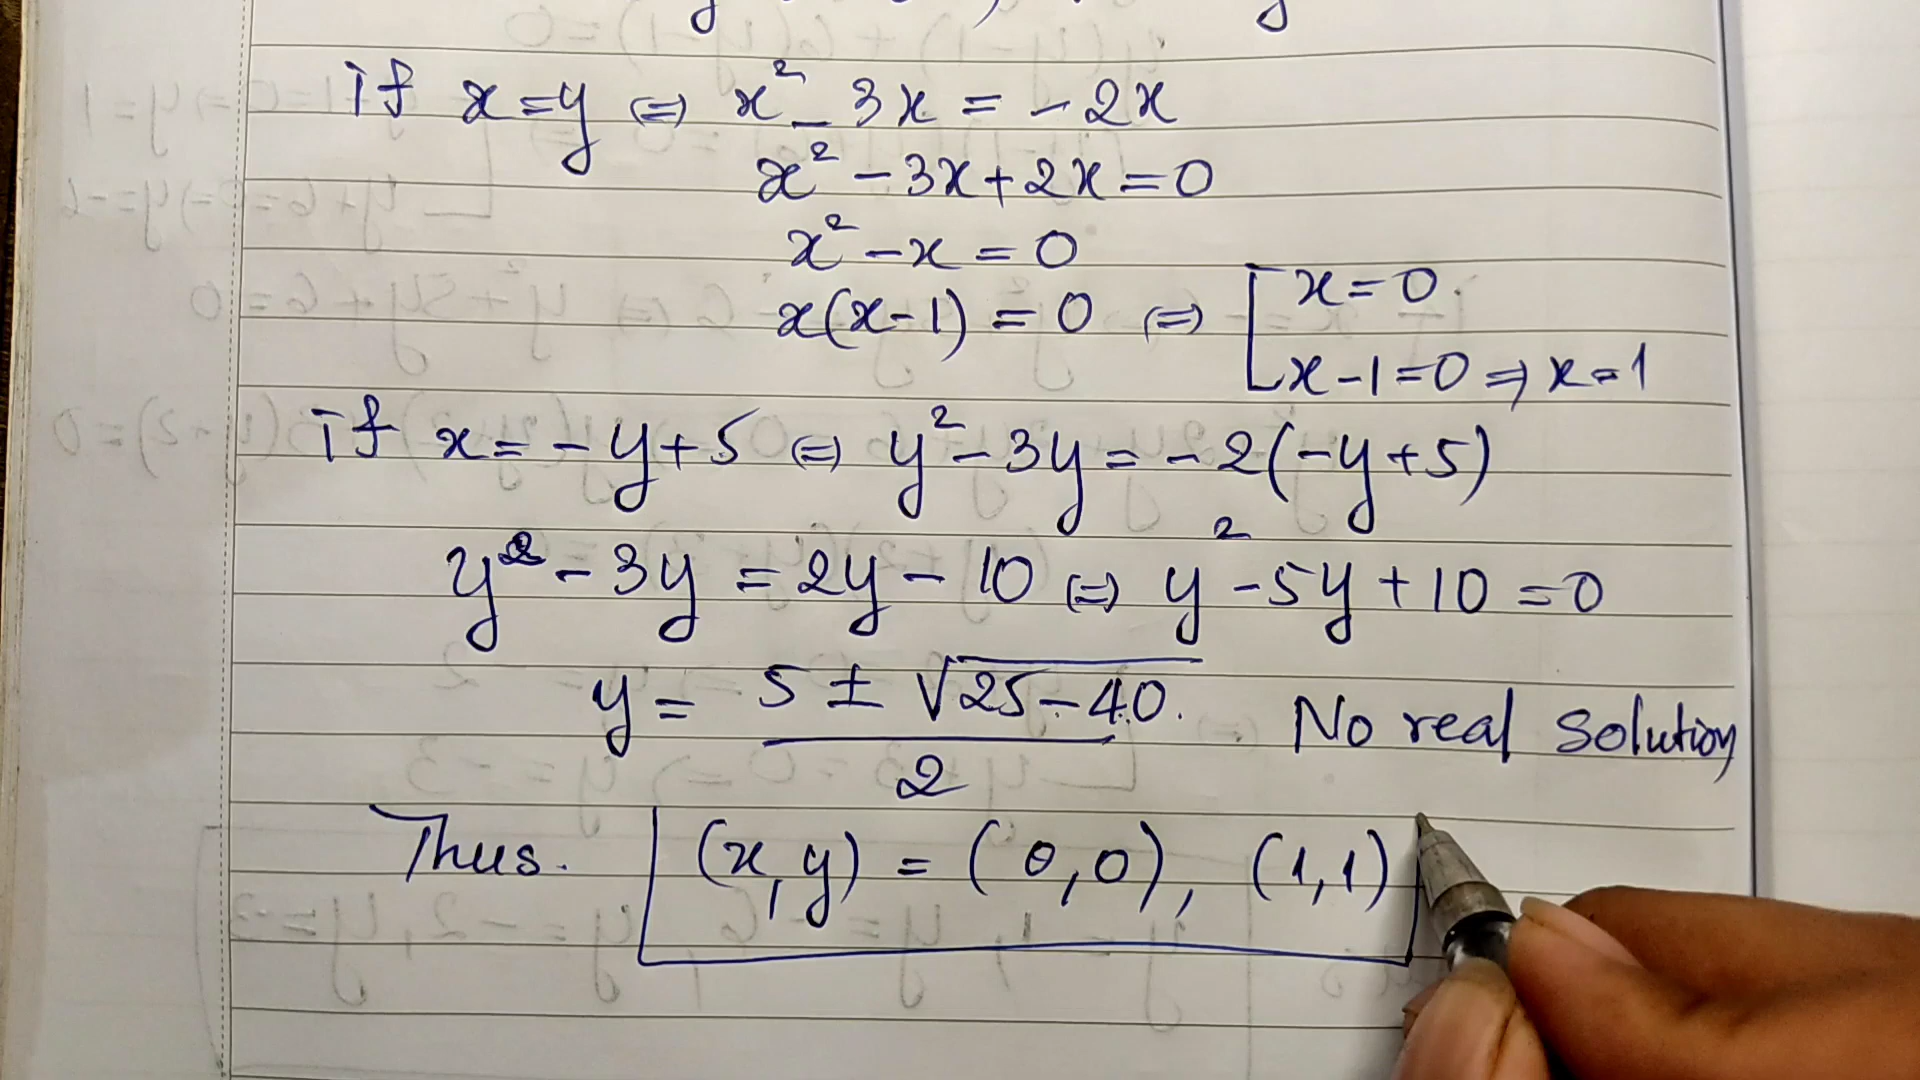 if x=y ⇔ x² - 3x = -2x
x² - 3x + 2x = 0
x² - x = 0
x(x-1) = 0 ⇔ [ x = 0.
x-1 = 0 ⇒ x = 1
if x = -y+5 ⇔ y² - 3y = -2(-y+5)
y² - 3y = 2y - 10 ⇔ y² - 5y + 10 = 0
y = (5 ± √25-40.)/2 No real Solution
Thus. (x,y) = (0,0), (1,1)